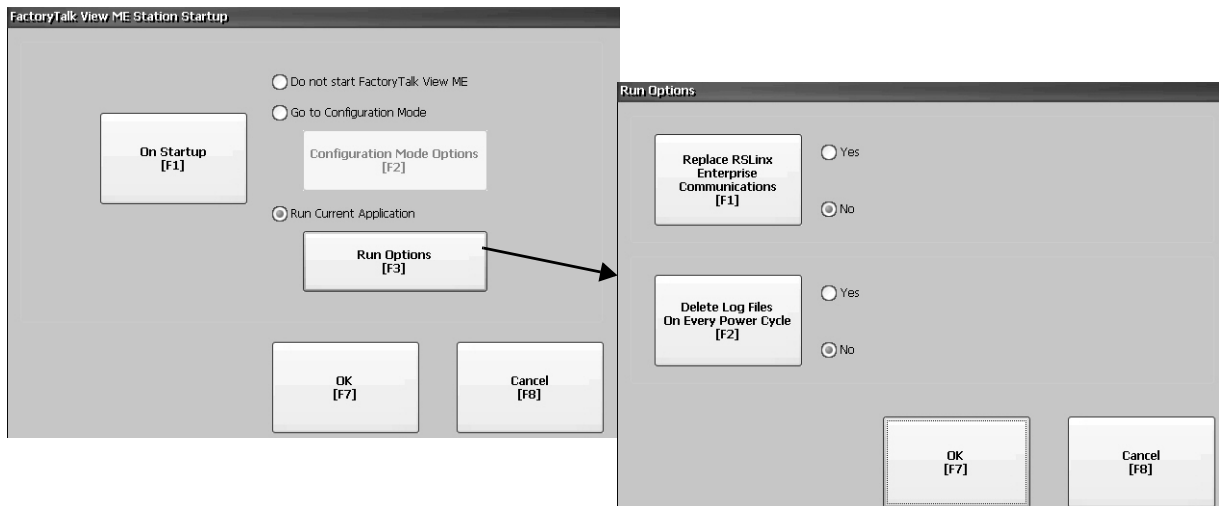 FactoryTalk View ME Station Startup
Do not start FactoryTalk View ME
Go to Configuration Mode
On Startup
[F1]
Configuration Mode Options
[F2]
Run Current Application
Run Options
[F3]
OK
[F7]
Cancel
[F8]
Run Options
Replace RSLinx
Enterprise
Communications
[F1]
Yes
No
Delete Log Files
On Every Power Cycle
[F2]
Yes
No
OK
[F7]
Cancel
[F8]